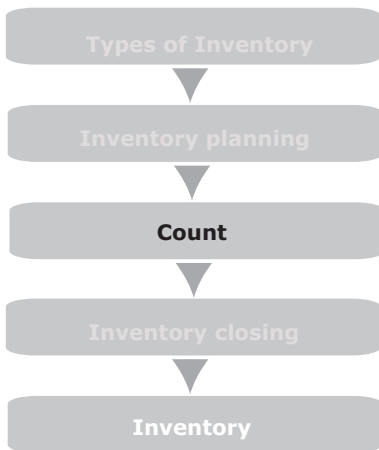 Types of Inventory
Inventory planning
Count
Inventory closing
Inventory